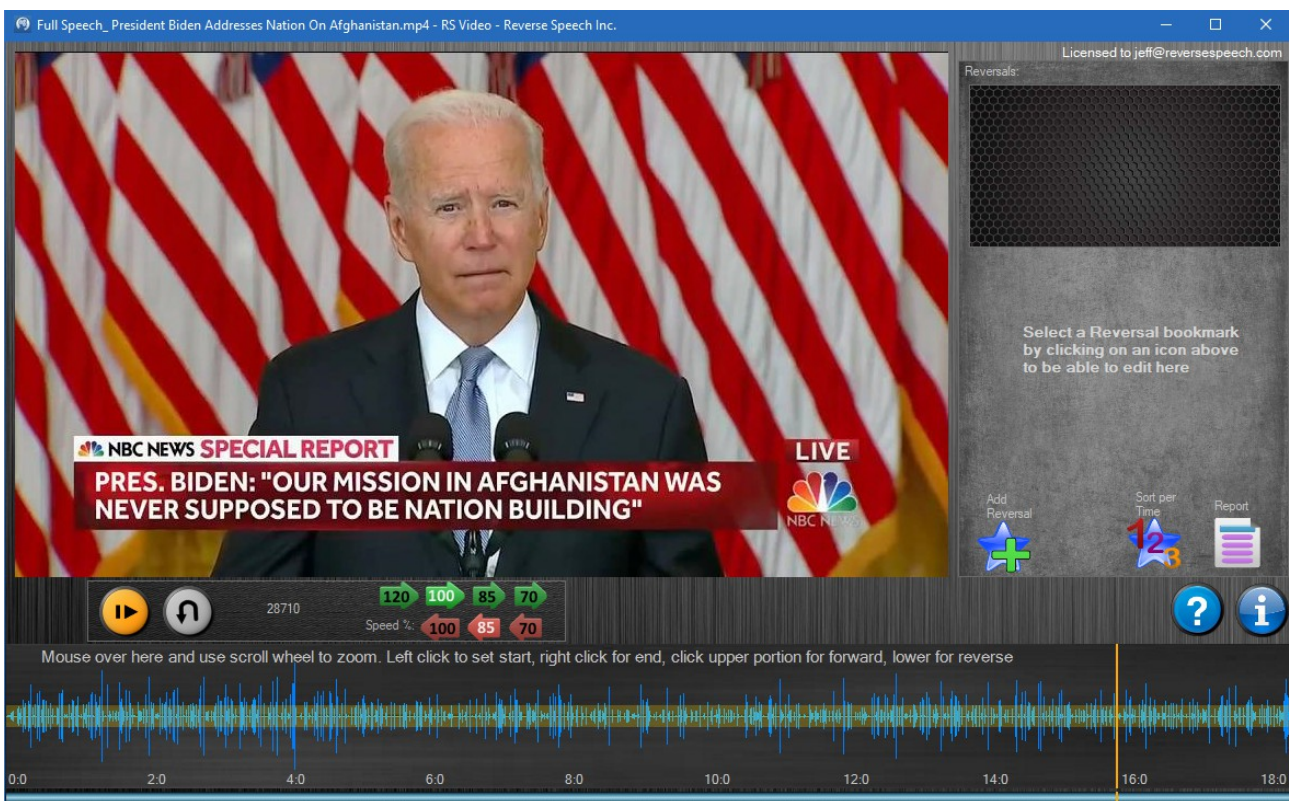 Full Speech_ President Biden Addresses Nation On Afghanistan.mp4 - RS Video - Reverse Speech Inc.
Licensed to jeff@reversespeech.com
Reversals:
Select a Reversal bookmark
by clicking on an icon above
to be able to edit here
NBC NEWS SPECIAL REPORT
LIVE
PRES. BIDEN: "OUR MISSION IN AFGHANISTAN WAS
NEVER SUPPOSED TO BE NATION BUILDING"
NBC NEWS
Add
Reversal
Sort per
Time
Report
123
28710
120 100 85 70
Speed %: 100 85 70
? i
Mouse over here and use scroll wheel to zoom. Left click to set start, right click for end, click upper portion for forward, lower for reverse
0:0 2:0 4:0 6:0 8:0 10:0 12:0 14:0 16:0 18:0